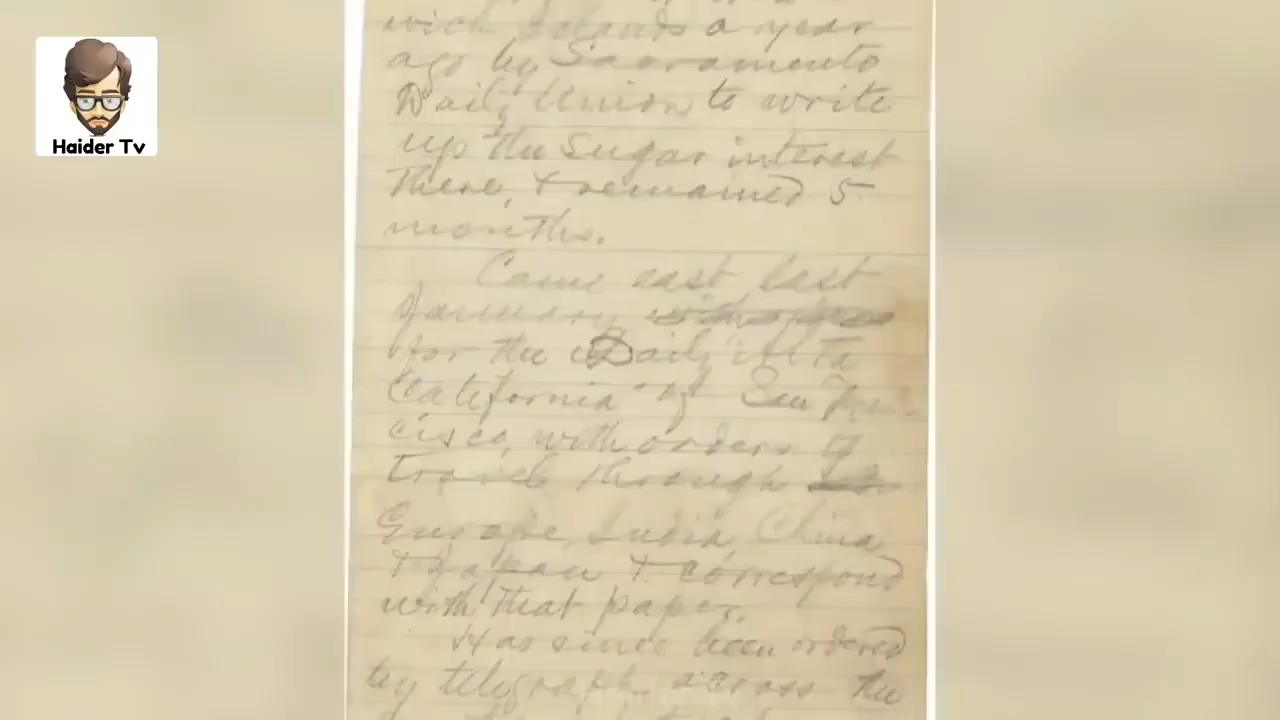 Haider Tv
wich Islands a year
ago by Sacramento
Daily Union to write
up the sugar interest
there, & remained 5
months.
Came east last
January
for the "Daily Alta
California" of San Fran-
cisco, with orders to
travel through
Europe, India, China
& Japan & correspond
with that paper.
Has since been ordered
by telegraph across the